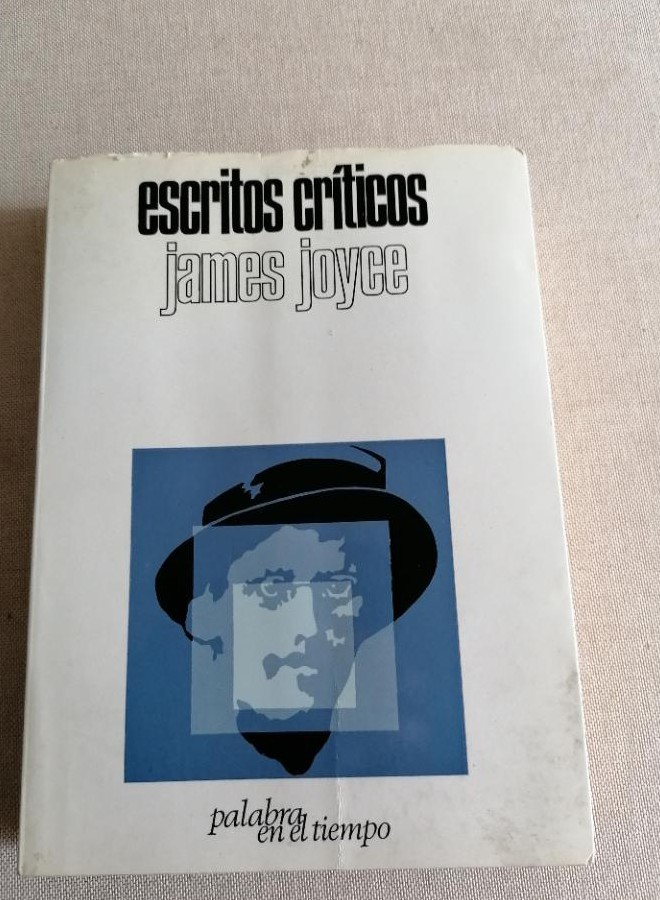 escritos críticos
james joyce
palabra
en el tiempo